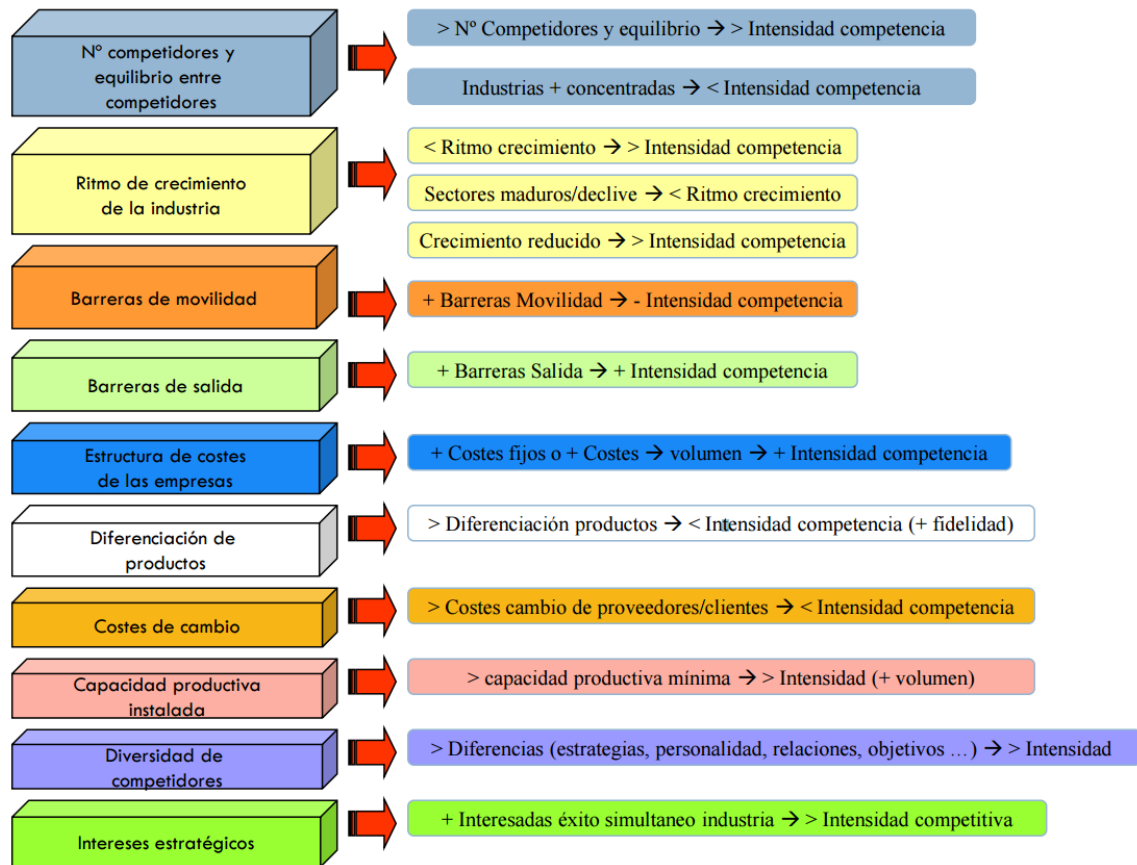 Nº competidores y
equilibrio entre
competidores
> Nº Competidores y equilibrio → > Intensidad competencia
Industrias + concentradas → < Intensidad competencia
Ritmo de crecimiento
de la industria
< Ritmo crecimiento → > Intensidad competencia
Sectores maduros/declive → < Ritmo crecimiento
Crecimiento reducido → > Intensidad competencia
Barreras de movilidad
+ Barreras Movilidad → - Intensidad competencia
Barreras de salida
+ Barreras Salida → + Intensidad competencia
Estructura de costes
de las empresas
+ Costes fijos o + Costes → volumen → + Intensidad competencia
Diferenciación de
productos
> Diferenciación productos → < Intensidad competencia (+ fidelidad)
Costes de cambio
> Costes cambio de proveedores/clientes → < Intensidad competencia
Capacidad productiva
instalada
> capacidad productiva mínima → > Intensidad (+ volumen)
Diversidad de
competidores
> Diferencias (estrategias, personalidad, relaciones, objetivos ...) → > Intensidad
Intereses estratégicos
+ Interesadas éxito simultaneo industria → > Intensidad competitiva